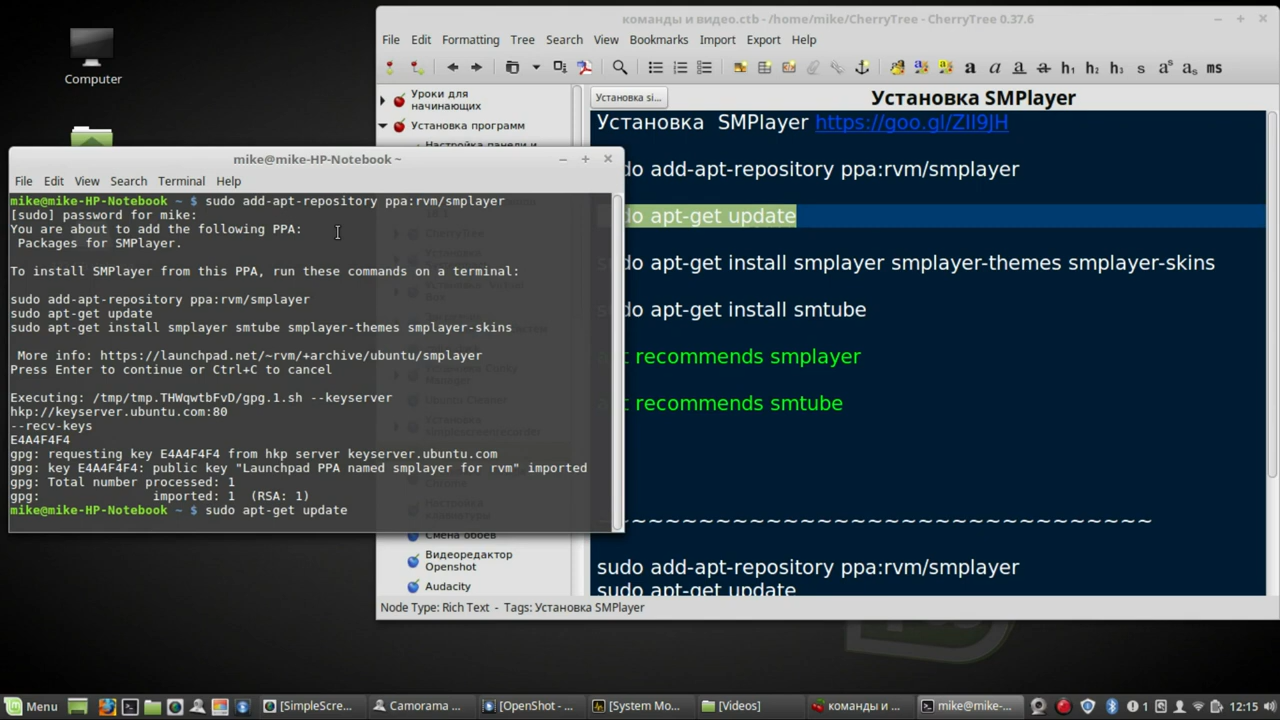 команды и видео.ctb - /home/mike/CherryTree - CherryTree 0.37.6
File Edit Formatting Tree Search View Bookmarks Import Export Help
Computer
Уроки для
начинающих
Установка программ
Установка si...
Установка SMPlayer
Установка SMPlayer https://goo.gl/ZII9JH
do add-apt-repository ppa:rvm/smplayer
do apt-get update
do apt-get install smplayer smplayer-themes smplayer-skins
do apt-get install smtube
recommends smplayer
recommends smtube
~~~~~~~~~~~~~~~~~~~~~~~~~~~~~
sudo add-apt-repository ppa:rvm/smplayer
sudo apt-get update
mike@mike-HP-Notebook ~
File Edit View Search Terminal Help
mike@mike-HP-Notebook ~ $ sudo add-apt-repository ppa:rvm/smplayer
[sudo] password for mike:
You are about to add the following PPA:
Packages for SMPlayer.
To install SMPlayer from this PPA, run these commands on a terminal:
sudo add-apt-repository ppa:rvm/smplayer
sudo apt-get update
sudo apt-get install smplayer smtube smplayer-themes smplayer-skins
More info: https://launchpad.net/~rvm/+archive/ubuntu/smplayer
Press Enter to continue or Ctrl+C to cancel
Executing: /tmp/tmp.THWqwtbFvD/gpg.1.sh --keyserver
hkp://keyserver.ubuntu.com:80
--recv-keys
E4A4F4F4
gpg: requesting key E4A4F4F4 from hkp server keyserver.ubuntu.com
gpg: key E4A4F4F4: public key "Launchpad PPA named smplayer for rvm" imported
gpg: Total number processed: 1
gpg: imported: 1 (RSA: 1)
mike@mike-HP-Notebook ~ $ sudo apt-get update
Смена обоев
Видеоредактор
Openshot
Audacity
Node Type: Rich Text - Tags: Установка SMPlayer
Menu [SimpleScre... Camorama ... [OpenShot - ... [System Mo... [Videos] команды и ... mike@mike-... 1 12:15